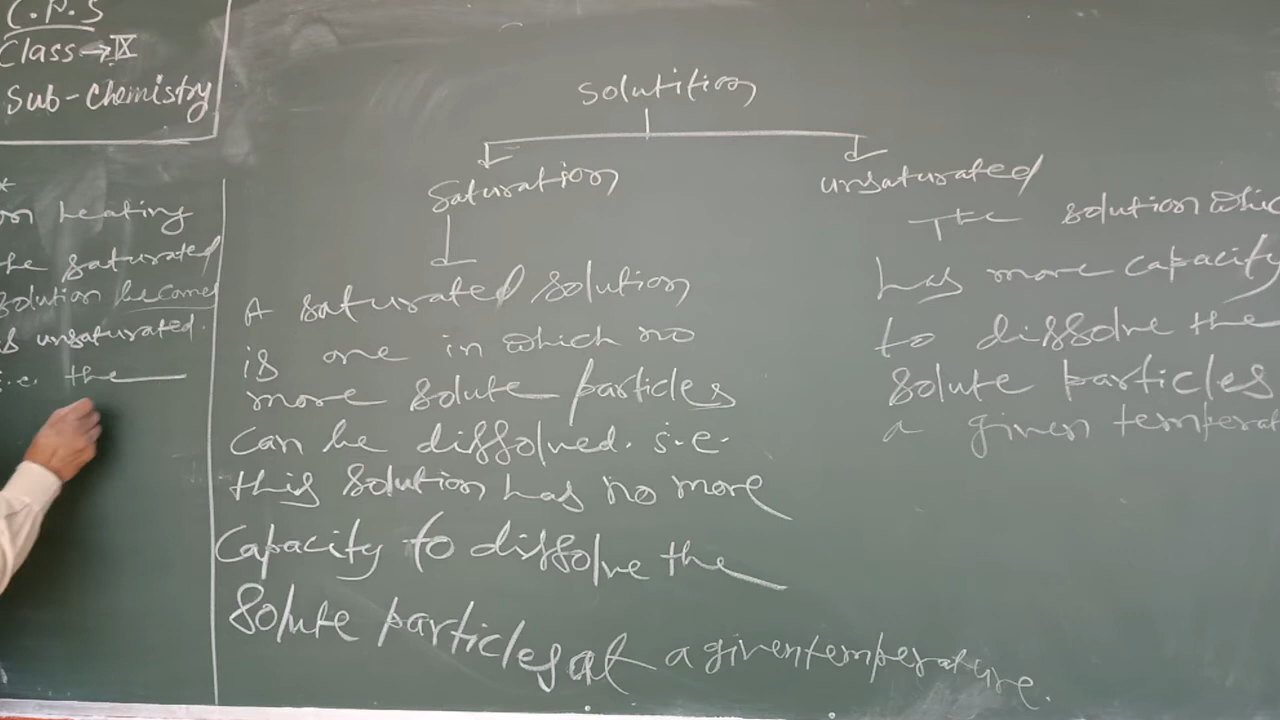 C.P.S
Class → IX
Sub - Chemistry
on heating
the saturated
solution become
is unsaturated.
i.e. the
Solutition
Saturation
A saturated solution
is one in which no
more solute particles
can be dissolved. i.e.
this solution has no more
Capacity to dissolve the
Solute particles at a given temperature.
unsaturated
The solution whic
has more capacity
to dissolve the
solute particles
a given temperat